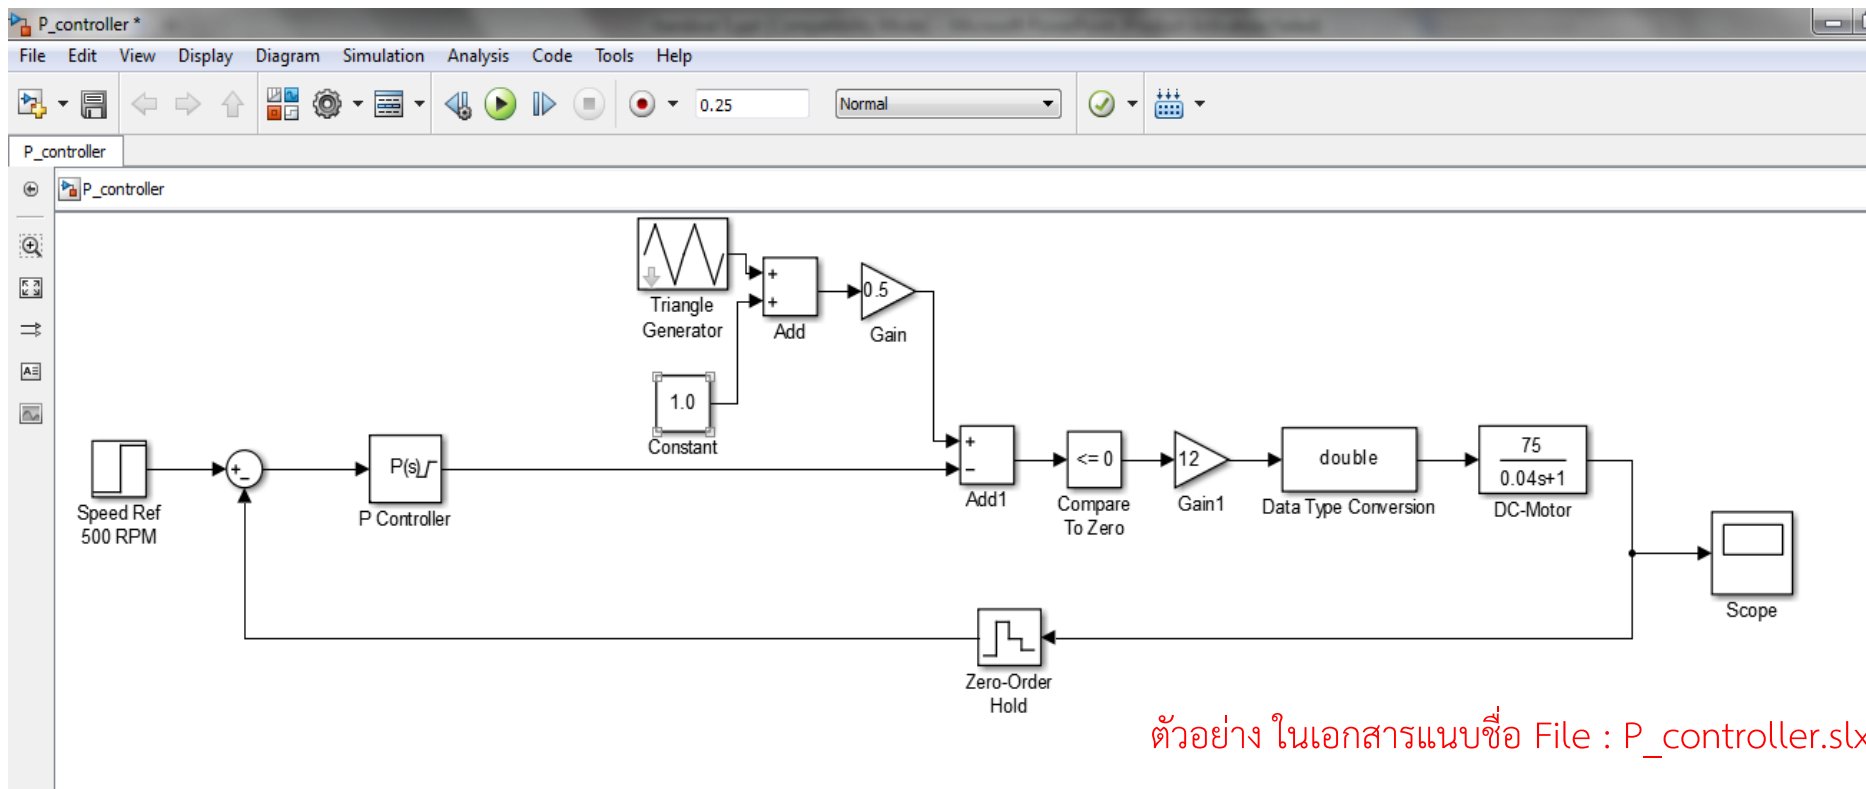 P_controller *
File Edit View Display Diagram Simulation Analysis Code Tools Help
0.25 Normal
P_controller
P_controller
Triangle
Generator
+
+
Add
0.5
Gain
1.0
Constant
Speed Ref
500 RPM
+
−
P(s)
P Controller
+
−
Add1
<= 0
Compare
To Zero
12
Gain1
double
Data Type Conversion
75
0.04s+1
DC-Motor
Scope
Zero-Order
Hold
ตัวอย่าง ในเอกสารแนบชื่อ File : P_controller.slx